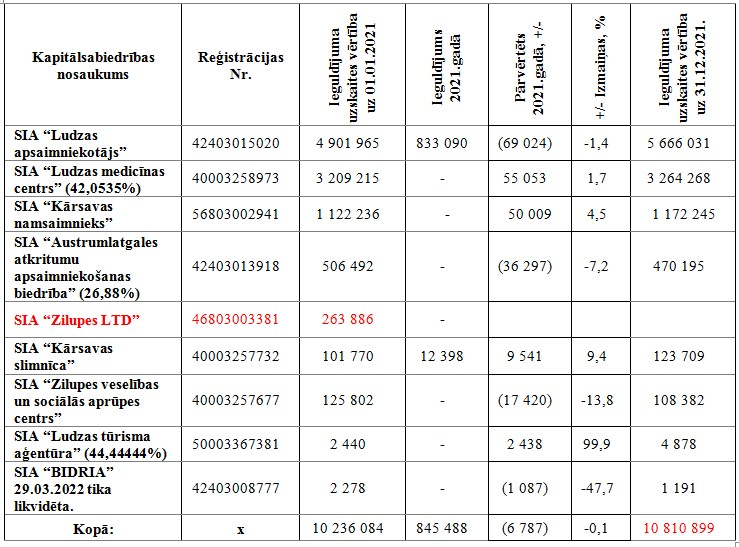 Kapitālsabiedrības
nosaukums
Reģistrācijas
Nr.
Ieguldījuma
uzskaites vērtība
uz 01.01.2021
Ieguldījums
2021.gadā
Pārvērtēts
2021.gadā, +/-
+/- Izmaiņas, %
Ieguldījuma
uzskaites vērtība
uz 31.12.2021.
SIA “Ludzas
apsaimniekotājs”
42403015020
4 901 965
833 090
(69 024)
-1,4
5 666 031
SIA “Ludzas medicīnas
centrs” (42,0535%)
40003258973
3 209 215
-
55 053
1,7
3 264 268
SIA “Kārsavas
namsaimnieks”
56803002941
1 122 236
-
50 009
4,5
1 172 245
SIA “Austrumlatgales
atkritumu
apsaimniekošanas
biedrība” (26,88%)
42403013918
506 492
-
(36 297)
-7,2
470 195
SIA “Zilupes LTD”
46803003381
263 886
-
SIA “Kārsavas
slimnīca”
40003257732
101 770
12 398
9 541
9,4
123 709
SIA “Zilupes veselības
un sociālās aprūpes
centrs”
40003257677
125 802
-
(17 420)
-13,8
108 382
SIA “Ludzas tūrisma
aģentūra” (44,44444%)
50003367381
2 440
-
2 438
99,9
4 878
SIA “BIDRIA”
29.03.2022 tika
likvidēta.
42403008777
2 278
-
(1 087)
-47,7
1 191
Kopā:
x
10 236 084
845 488
(6 787)
-0,1
10 810 899